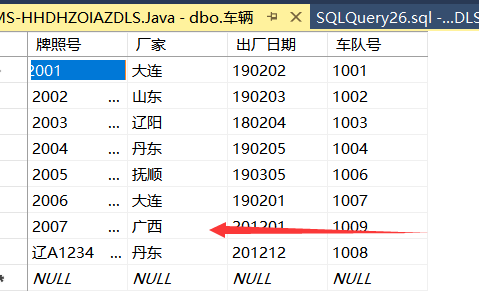 MS-HHDHZOIAZDLS.Java - dbo.车辆
SQLQuery26.sql -...DLS
牌照号 厂家 出厂日期 车队号
2001 大连 190202 1001
2002 ... 山东 190203 1002
2003 ... 辽阳 180204 1003
2004 ... 丹东 190205 1004
2005 ... 抚顺 190305 1006
2006 ... 大连 190201 1007
2007 ... 广西 201201 1009
辽A1234 ... 丹东 201212 1008
* NULL NULL NULL NULL